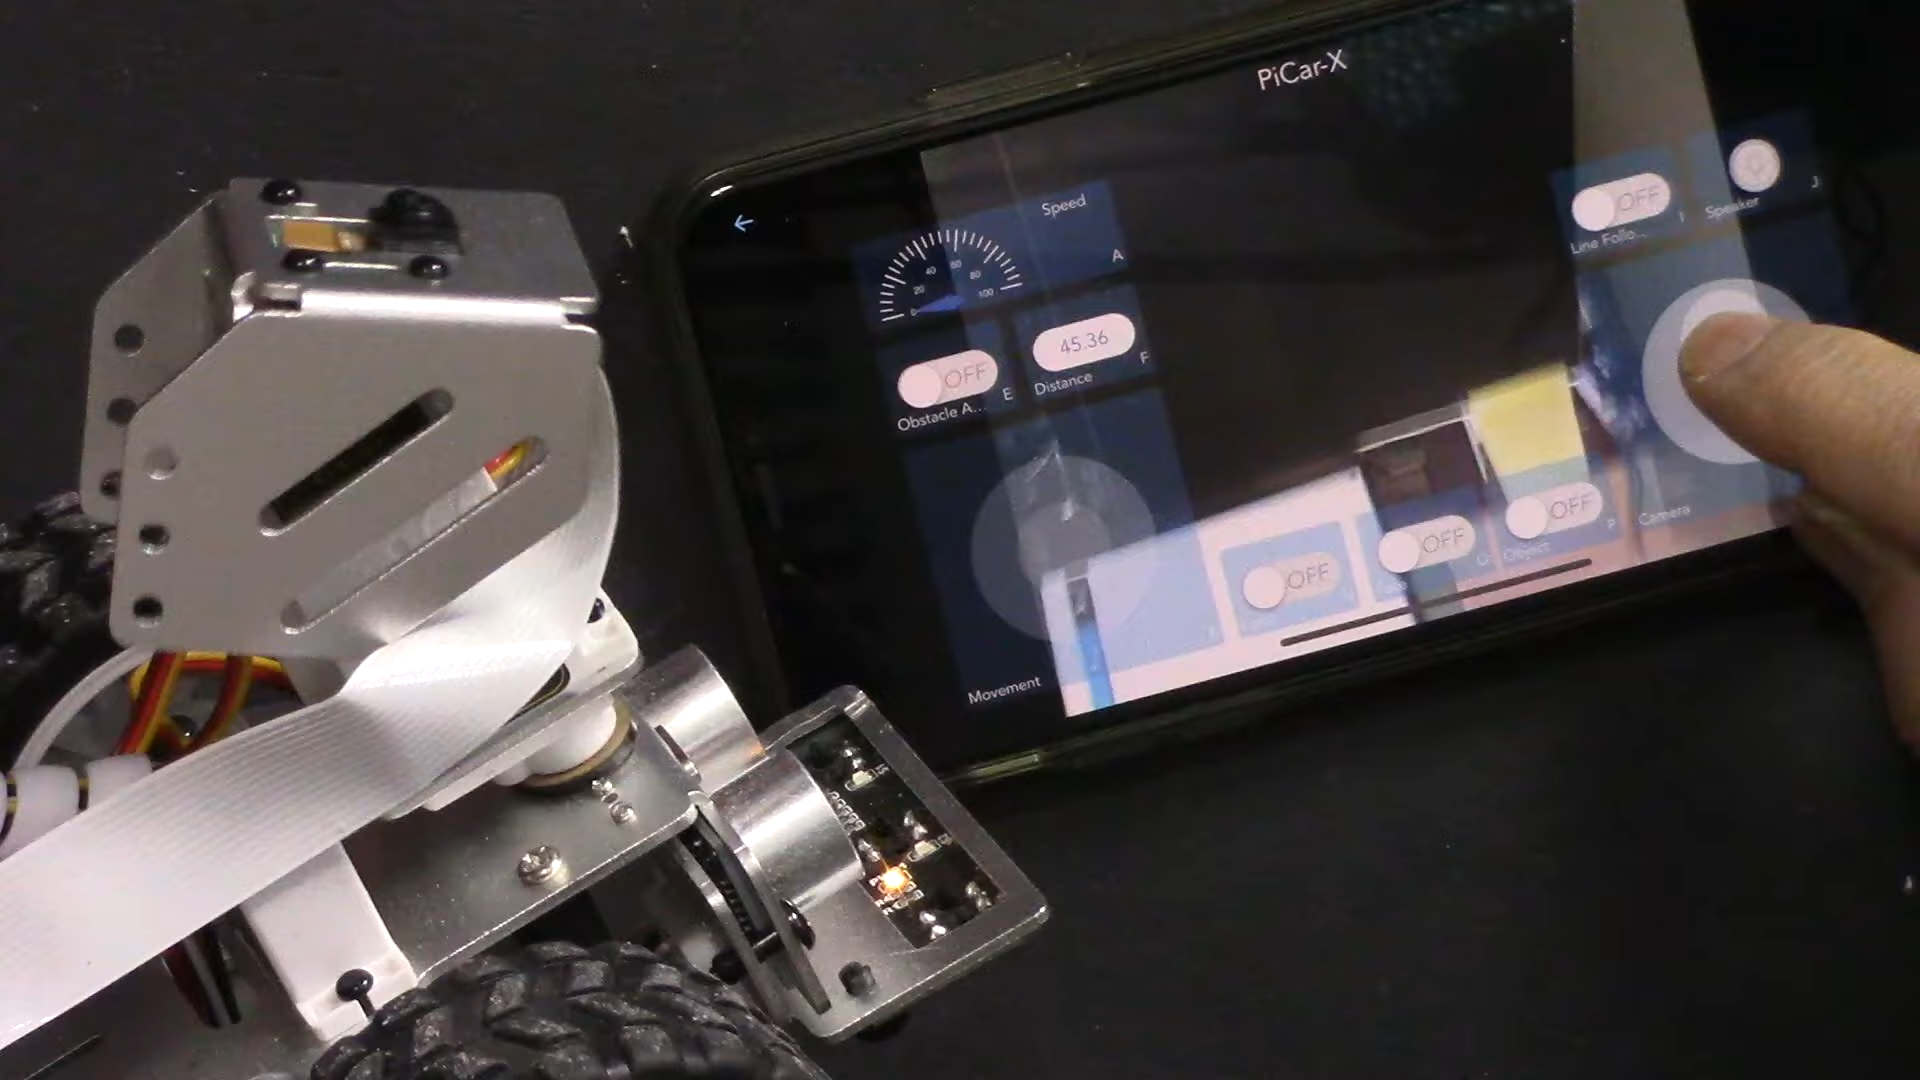 PiCar-X
Speed
0 20 40 60 80 100
A
OFF
Obstacle A...
E
45.36
Distance
F
OFF
Line Follo...
I
Speaker
J
Movement
OFF
OFF
OFF
Object
P
Camera